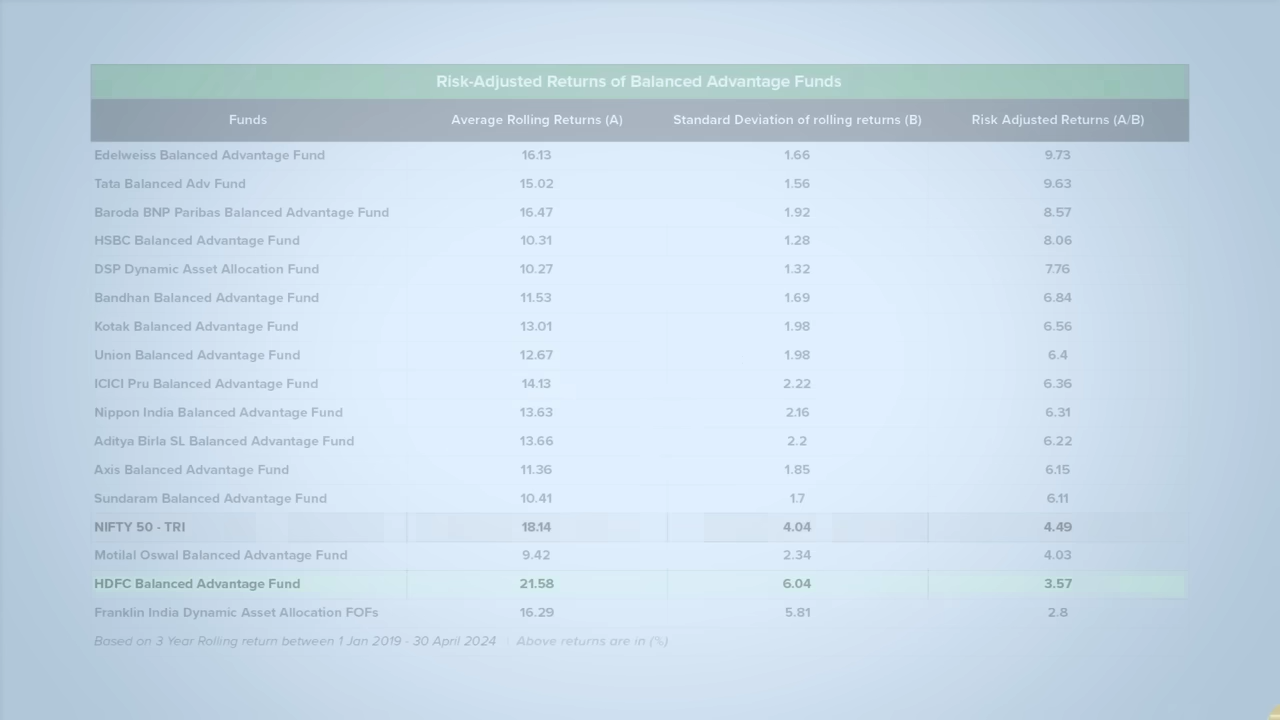 Risk-Adjusted Returns of Balanced Advantage Funds
Funds Average Rolling Returns (A) Standard Deviation of rolling returns (B) Risk Adjusted Returns (A/B)
Edelweiss Balanced Advantage Fund 16.13 1.66 9.73
Tata Balanced Adv Fund 15.02 1.56 9.63
Baroda BNP Paribas Balanced Advantage Fund 16.47 1.92 8.57
HSBC Balanced Advantage Fund 10.31 1.28 8.06
DSP Dynamic Asset Allocation Fund 10.27 1.32 7.76
Bandhan Balanced Advantage Fund 11.53 1.69 6.84
Kotak Balanced Advantage Fund 13.01 1.98 6.56
Union Balanced Advantage Fund 12.67 1.98 6.4
ICICI Pru Balanced Advantage Fund 14.13 2.22 6.36
Nippon India Balanced Advantage Fund 13.63 2.16 6.31
Aditya Birla SL Balanced Advantage Fund 13.66 2.2 6.22
Axis Balanced Advantage Fund 11.36 1.85 6.15
Sundaram Balanced Advantage Fund 10.41 1.7 6.11
NIFTY 50 - TRI 18.14 4.04 4.49
Motilal Oswal Balanced Advantage Fund 9.42 2.34 4.03
HDFC Balanced Advantage Fund 21.58 6.04 3.57
Franklin India Dynamic Asset Allocation FOFs 16.29 5.81 2.8
Based on 3 Year Rolling return between 1 Jan 2019 - 30 April 2024 | Above returns are in (%)